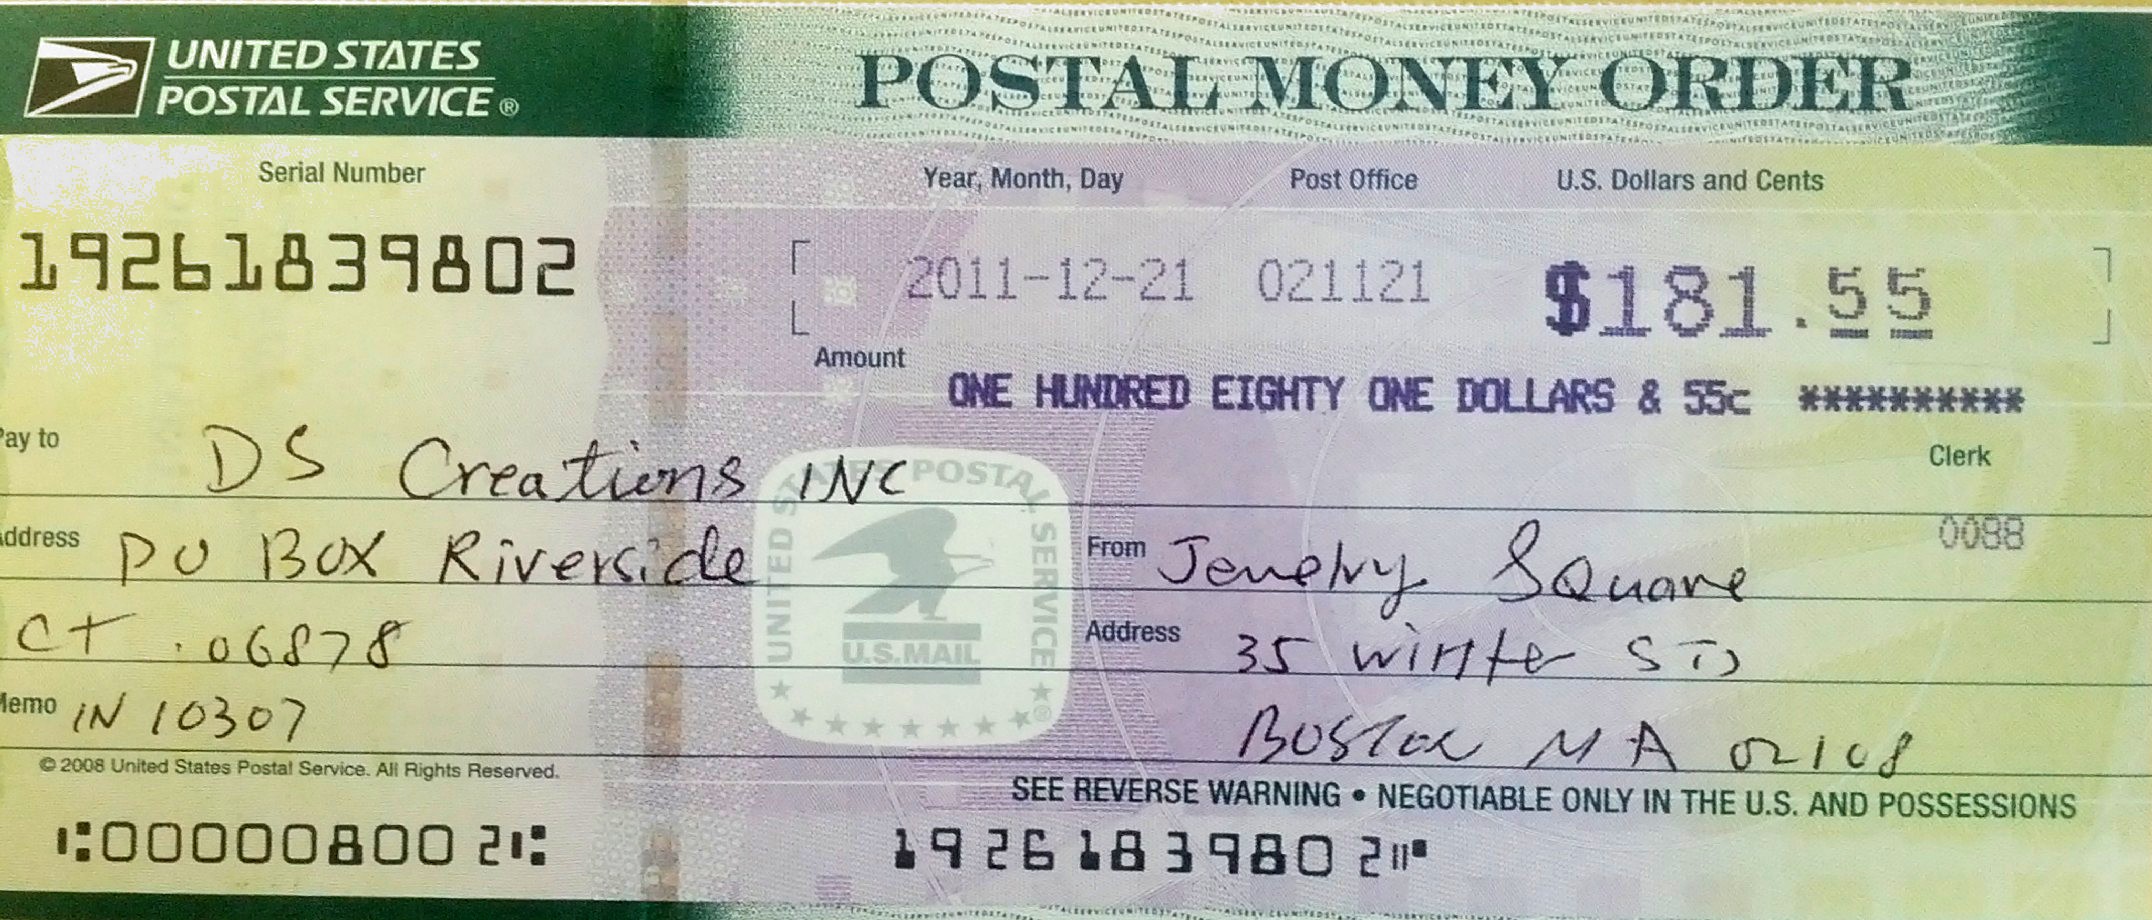 UNITED STATES
POSTAL SERVICE®
POSTAL MONEY ORDER
Serial Number
Year, Month, Day Post Office U.S. Dollars and Cents
19261839802
2011-12-21 021121 $181.55
Amount
ONE HUNDRED EIGHTY ONE DOLLARS & 55¢ **********
Pay to DS Creations INC
Clerk
0088
Address PO BOX Riverside
CT. 06878
From Jewelry Square
Address 35 Winter ST
Boston MA 02108
Memo IN 10307
UNITED STATES POSTAL SERVICE®
U.S. MAIL
© 2008 United States Postal Service. All Rights Reserved.
SEE REVERSE WARNING • NEGOTIABLE ONLY IN THE U.S. AND POSSESSIONS
⑆000008002⑆ 19261839802⑈